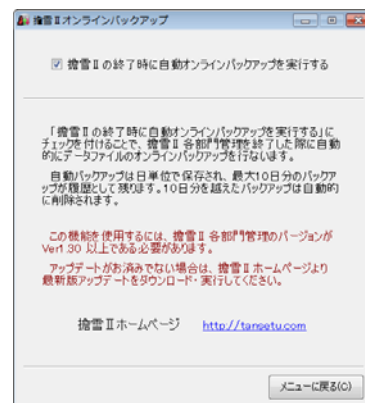 擔雪Ⅱオンラインバックアップ
擔雪Ⅱの終了時に自動オンラインバックアップを実行する
「擔雪Ⅱの終了時に自動オンラインバックアップを実行する」に
チェックを付けることで、擔雪Ⅱ 各部門管理を終了した際に自動
的にデータファイルのオンラインバックアップを行ないます。
自動バックアップは日単位で保存され、最大10日分のバックアッ
プが履歴として残ります。10日分を越えたバックアップは自動的
に削除されます。
この機能を使用するには、擔雪Ⅱ 各部門管理のバージョンが
Ver1.30 以上である必要があります。
アップデートがお済みでない場合は、擔雪Ⅱ ホームページより
最新版アップデートをダウンロード・実行してください。
擔雪Ⅱホームページ http://tansetu.com
メニューに戻る(C)